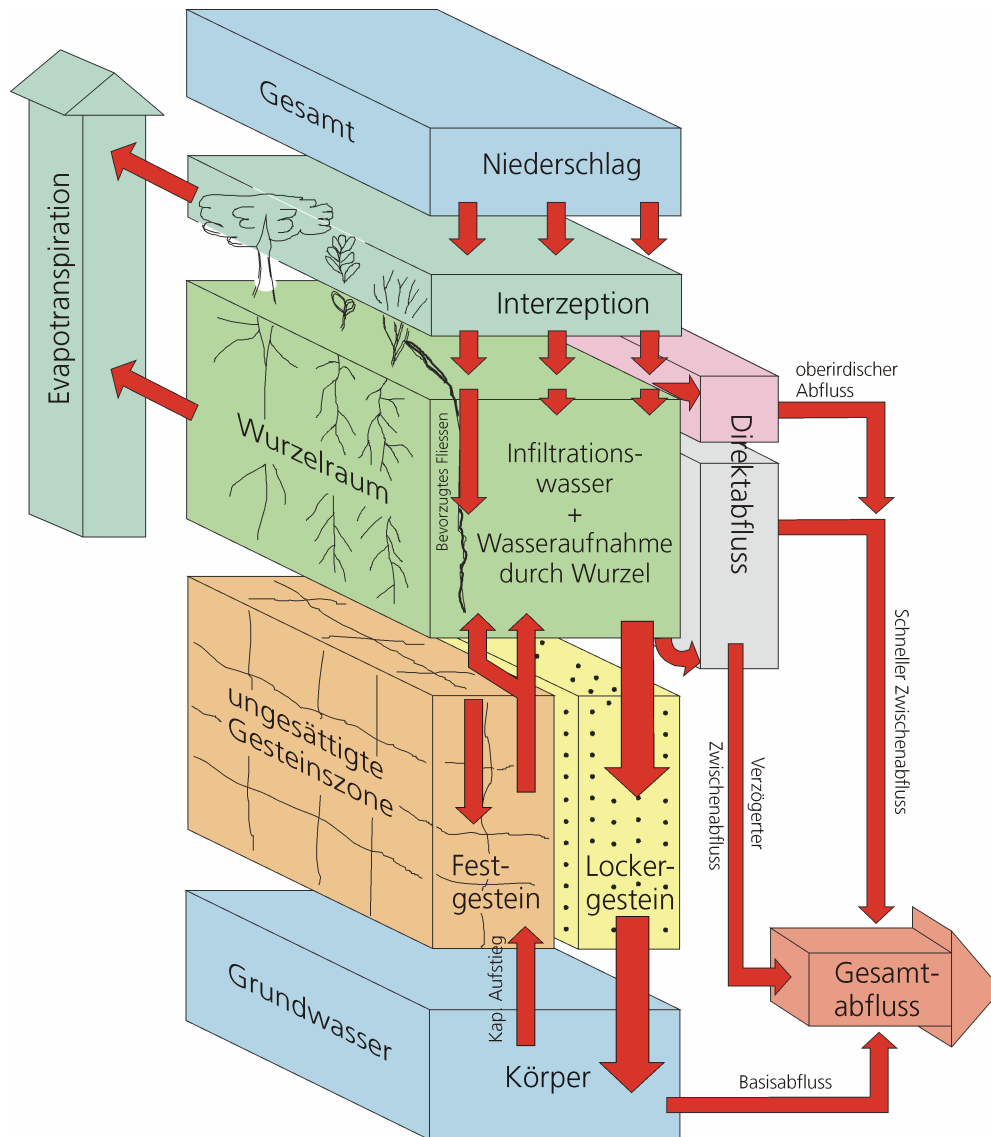 Gesamt
Niederschlag
Evapotranspiration
Interzeption
oberirdischer
Abfluss
Wurzelraum
Bevorzugtes Fliessen
Infiltrations-
wasser
+
Wasseraufnahme
durch Wurzel
Direktabfluss
Schneller Zwischenabfluss
ungesättigte
Gesteinszone
Verzögerter
Zwischenabfluss
Fest-
gestein
Locker-
gestein
Kap. Aufstieg
Grundwasser
Körper
Gesamt-
abfluss
Basisabfluss